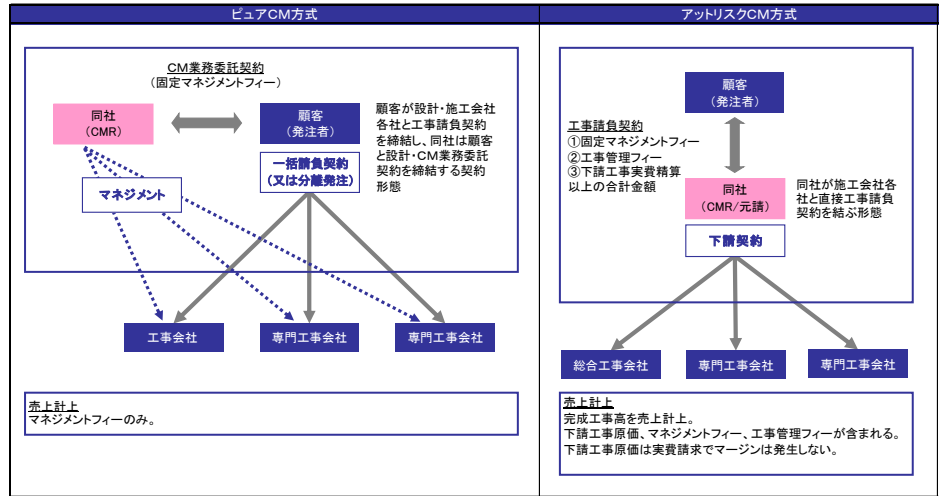 ピュアCM方式
CM業務委託契約
(固定マネジメントフィー)
同社
(CMR)
顧客
(発注者)
顧客が設計・施工会社
各社と工事請負契約
を締結し、同社は顧客
と設計・CM業務委託
契約を締結する契約
形態
一括請負契約
(又は分離発注)
マネジメント
工事会社
専門工事会社
専門工事会社
売上計上
マネジメントフィーのみ。
アットリスクCM方式
顧客
(発注者)
工事請負契約
①固定マネジメントフィー
②工事管理フィー
③下請工事実費精算
以上の合計金額
同社
(CMR/元請)
同社が施工会社各
社と直接工事請負
契約を結ぶ形態
下請契約
総合工事会社
専門工事会社
専門工事会社
売上計上
完成工事高を売上計上。
下請工事原価、マネジメントフィー、工事管理フィーが含まれる。
下請工事原価は実費請求でマージンは発生しない。